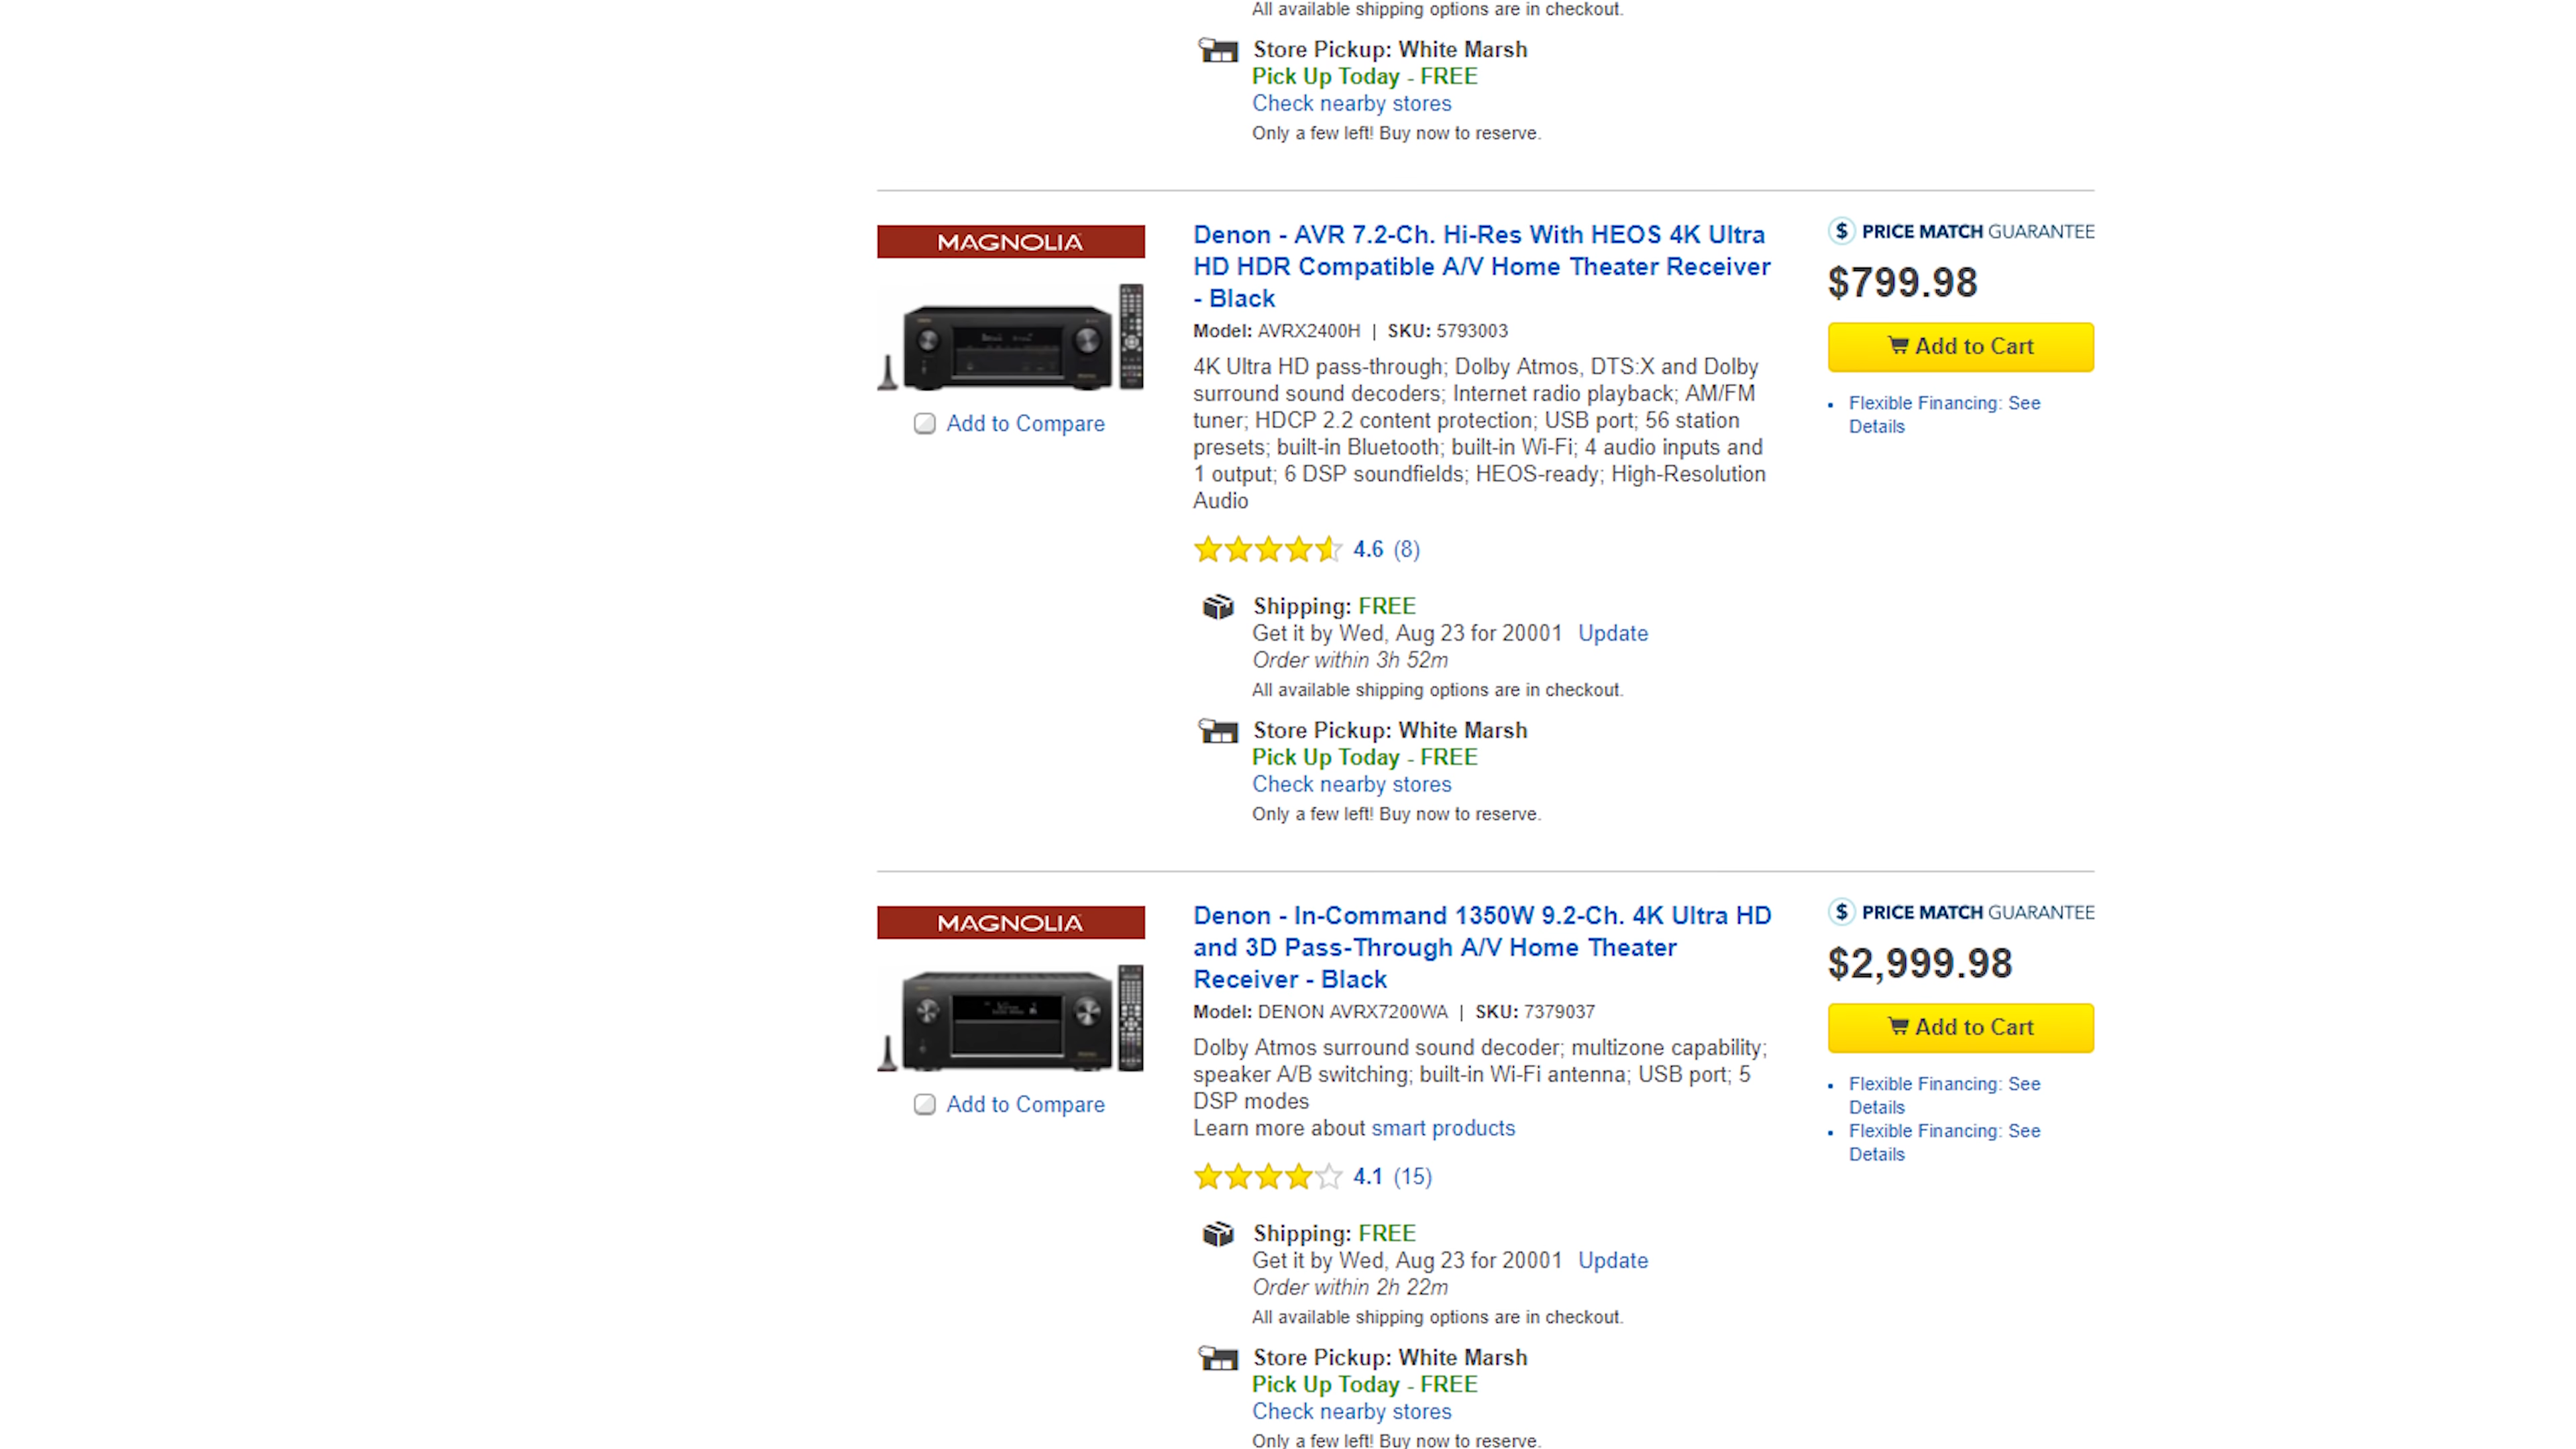 All available shipping options are in checkout.
Store Pickup: White Marsh
Pick Up Today - FREE
Check nearby stores
Only a few left! Buy now to reserve.
MAGNOLIA
Add to Compare
Denon - AVR 7.2-Ch. Hi-Res With HEOS 4K Ultra
HD HDR Compatible A/V Home Theater Receiver
- Black
Model: AVRX2400H | SKU: 5793003
4K Ultra HD pass-through; Dolby Atmos, DTS:X and Dolby
surround sound decoders; Internet radio playback; AM/FM
tuner; HDCP 2.2 content protection; USB port; 56 station
presets; built-in Bluetooth; built-in Wi-Fi; 4 audio inputs and
1 output; 6 DSP soundfields; HEOS-ready; High-Resolution
Audio
4.6 (8)
Shipping: FREE
Get it by Wed, Aug 23 for 20001 Update
Order within 3h 52m
All available shipping options are in checkout.
Store Pickup: White Marsh
Pick Up Today - FREE
Check nearby stores
Only a few left! Buy now to reserve.
$ PRICE MATCH GUARANTEE
$799.98
Add to Cart
• Flexible Financing: See
Details
MAGNOLIA
Add to Compare
Denon - In-Command 1350W 9.2-Ch. 4K Ultra HD
and 3D Pass-Through A/V Home Theater
Receiver - Black
Model: DENON AVRX7200WA | SKU: 7379037
Dolby Atmos surround sound decoder; multizone capability;
speaker A/B switching; built-in Wi-Fi antenna; USB port; 5
DSP modes
Learn more about smart products
4.1 (15)
Shipping: FREE
Get it by Wed, Aug 23 for 20001 Update
Order within 2h 22m
All available shipping options are in checkout.
Store Pickup: White Marsh
Pick Up Today - FREE
Check nearby stores
Only a few left! Buy now to reserve.
$ PRICE MATCH GUARANTEE
$2,999.98
Add to Cart
• Flexible Financing: See
Details
• Flexible Financing: See
Details